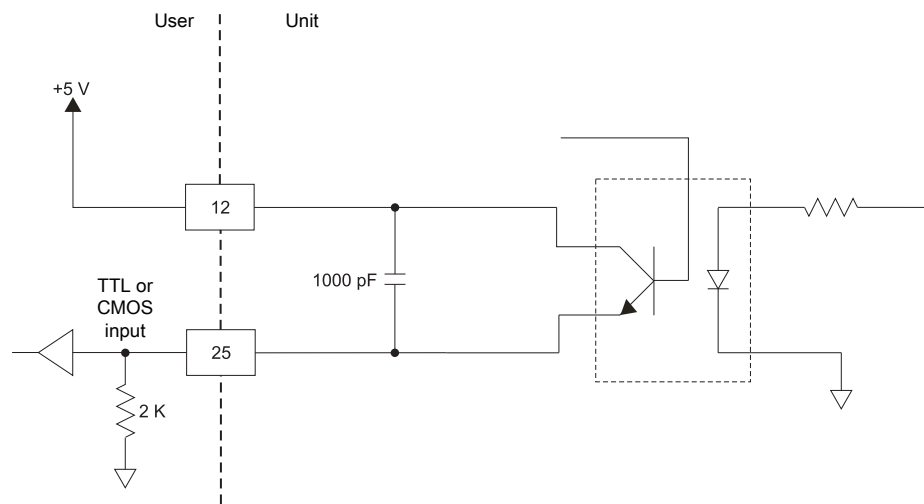 User
Unit
+5 V
12
1000 pF
TTL or
CMOS
input
25
2 K